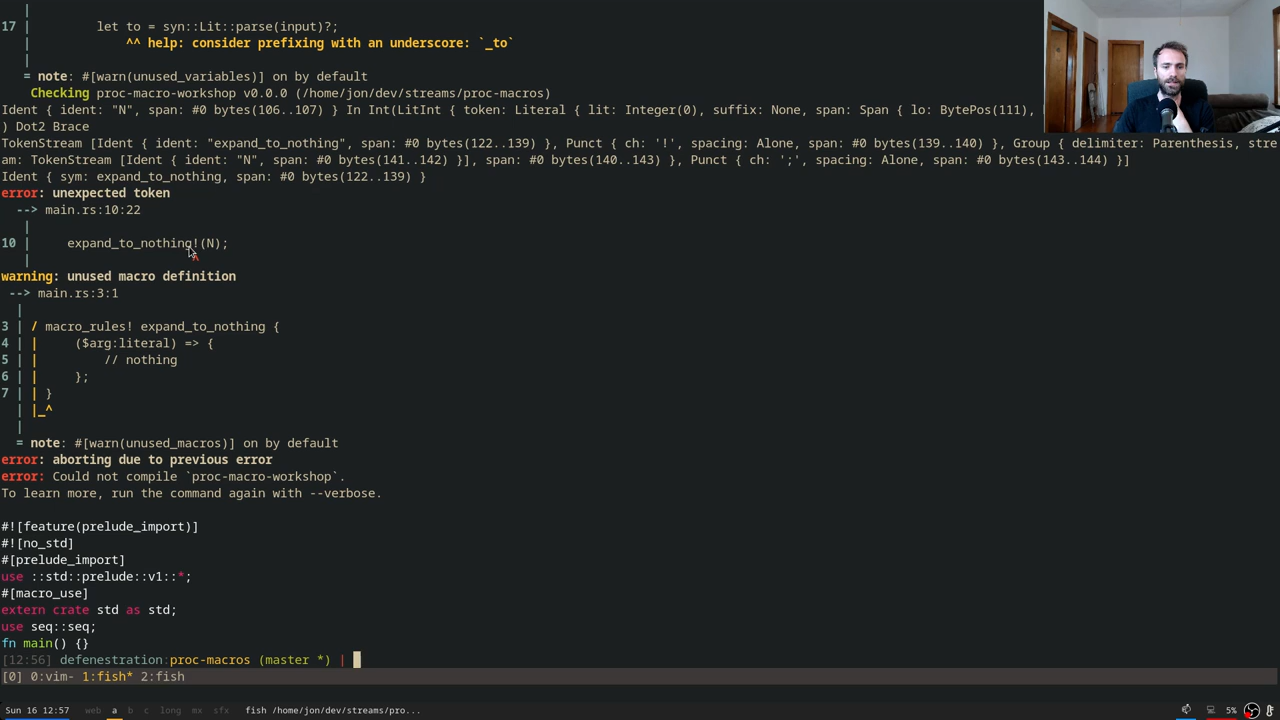 |
17 |         let to = syn::Lit::parse(input)?;
|             ^^ help: consider prefixing with an underscore: `_to`
|
= note: #[warn(unused_variables)] on by default
Checking proc-macro-workshop v0.0.0 (/home/jon/dev/streams/proc-macros)
Ident { ident: "N", span: #0 bytes(106..107) } In Int(LitInt { token: Literal { lit: Integer(0), suffix: None, span: Span { lo: BytePos(111),
) Dot2 Brace
TokenStream [Ident { ident: "expand_to_nothing", span: #0 bytes(122..139) }, Punct { ch: '!', spacing: Alone, span: #0 bytes(139..140) }, Group { delimiter: Parenthesis, stre
am: TokenStream [Ident { ident: "N", span: #0 bytes(141..142) }], span: #0 bytes(140..143) }, Punct { ch: ';', spacing: Alone, span: #0 bytes(143..144) }]
Ident { sym: expand_to_nothing, span: #0 bytes(122..139) }
error: unexpected token
--> main.rs:10:22
|
10 |     expand_to_nothing!(N);
|                      ^
warning: unused macro definition
--> main.rs:3:1
|
3 | / macro_rules! expand_to_nothing {
4 | |     ($arg:literal) => {
5 | |         // nothing
6 | |     };
7 | | }
| |_^
|
= note: #[warn(unused_macros)] on by default
error: aborting due to previous error
error: Could not compile `proc-macro-workshop`.
To learn more, run the command again with --verbose.
#![feature(prelude_import)]
#![no_std]
#[prelude_import]
use ::std::prelude::v1::*;
#[macro_use]
extern crate std as std;
use seq::seq;
fn main() {}
[12:56] defenestration:proc-macros (master *) |
[0] 0:vim- 1:fish* 2:fish
Sun 16 12:57 web a b c long mx sfx fish /home/jon/dev/streams/pro... 5%